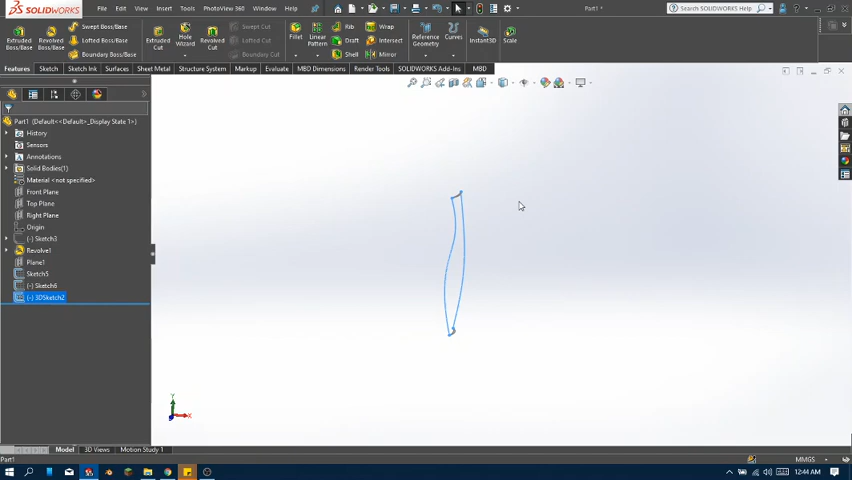 SOLIDWORKS File Edit View Insert Tools PhotoView 360 Window Help Part1 * Search SOLIDWORKS Help
Extruded Boss/Base
Revolved Boss/Base
Swept Boss/Base
Lofted Boss/Base
Boundary Boss/Base
Extruded Cut
Hole Wizard
Revolved Cut
Swept Cut
Lofted Cut
Boundary Cut
Fillet
Linear Pattern
Rib
Draft
Shell
Wrap
Intersect
Mirror
Reference Geometry
Curves
Instant3D
Scale
Features Sketch Sketch Ink Surfaces Sheet Metal Structure System Markup Evaluate MBD Dimensions Render Tools SOLIDWORKS Add-Ins MBD
Part1 (Default<<Default>_Display State 1>)
History
Sensors
Annotations
Solid Bodies(1)
Material <not specified>
Front Plane
Top Plane
Right Plane
Origin
(-) Sketch3
Revolve1
Plane1
Sketch5
(-) Sketch6
(-) 3DSketch2
Y
X
Model 3D Views Motion Study 1
Part1 MMGS
12:44 AM